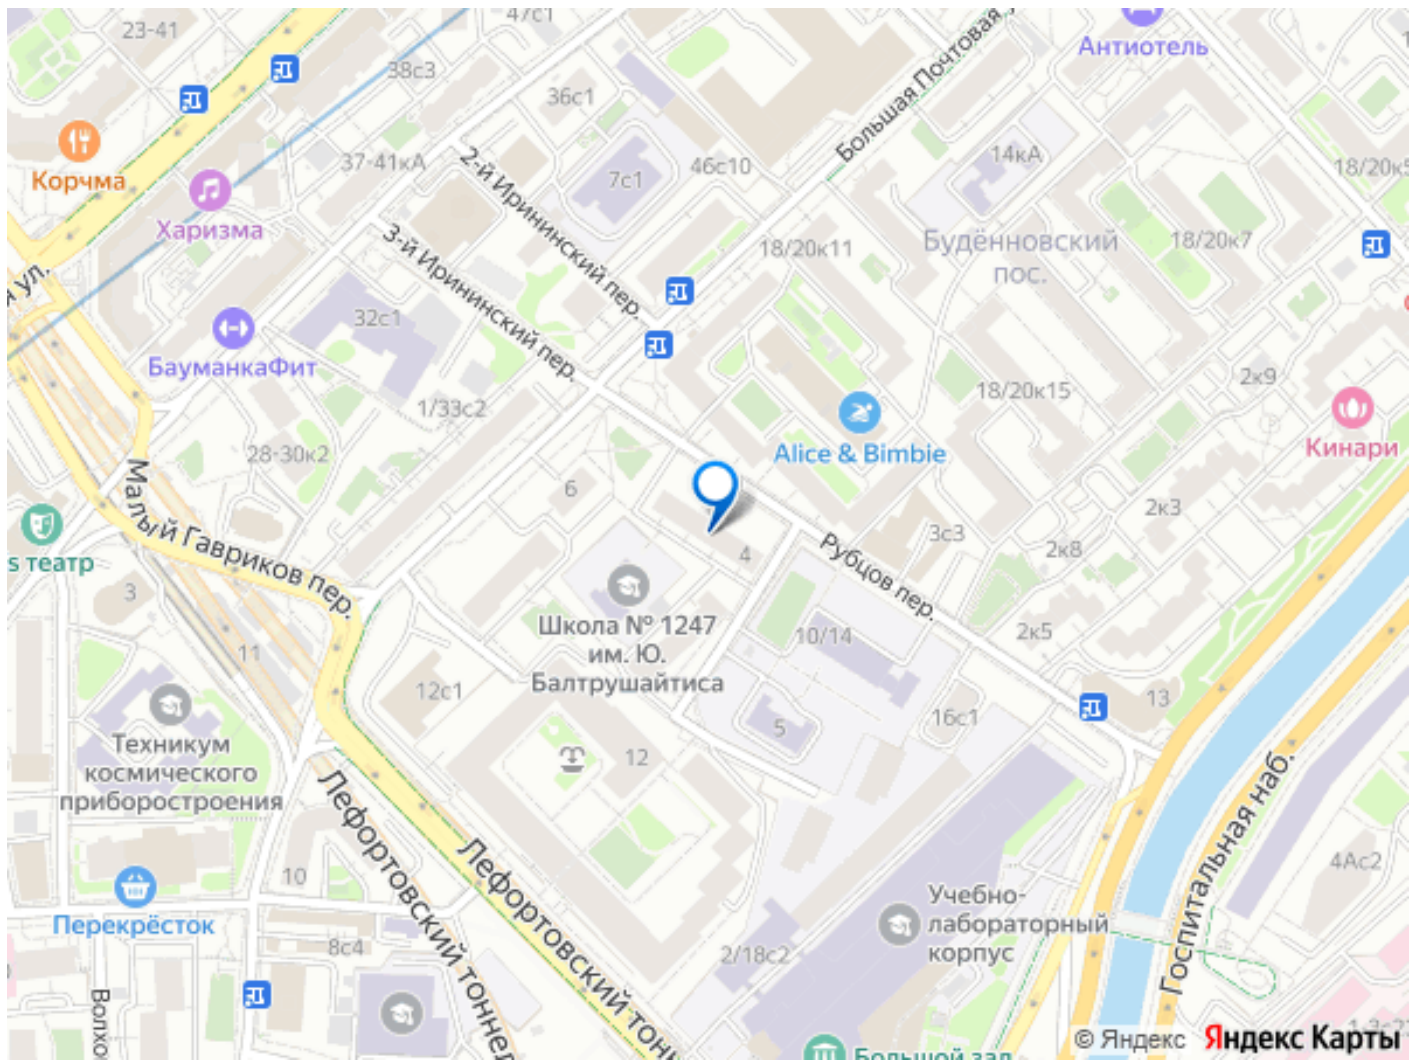 23-41
47с1
Антиотель
38с3
36с1
Большая Почтовая
Корчма
37-41кА
2-й Ирининский пер.
7с1
46с10
14кА
18/20к5
Харизма
3-й Ирининский пер.
18/20к11
Будённовский
пос.
18/20к7
ул.
32с1
БауманкаФит
1/33с2
18/20к15
2к9
Alice & Bimbie
Кинари
28-30к2
6
Малый Гавриков пер.
2к3
s театр
4
Рубцов пер.
3с3
2к8
3
Школа № 1247
им. Ю.
Балтрушайтиса
10/14
2к5
11
12с1
16с1
13
Техникум
космического
приборостроения
12
5
Лефортовский тоннел
Лефортовский тонн
Госпитальная наб.
4Ас2
10
Перекрёсток
Учебно-
лабораторный
корпус
8с4
2/18с2
Волхо
Большой зал
© Яндекс Яндекс Карты